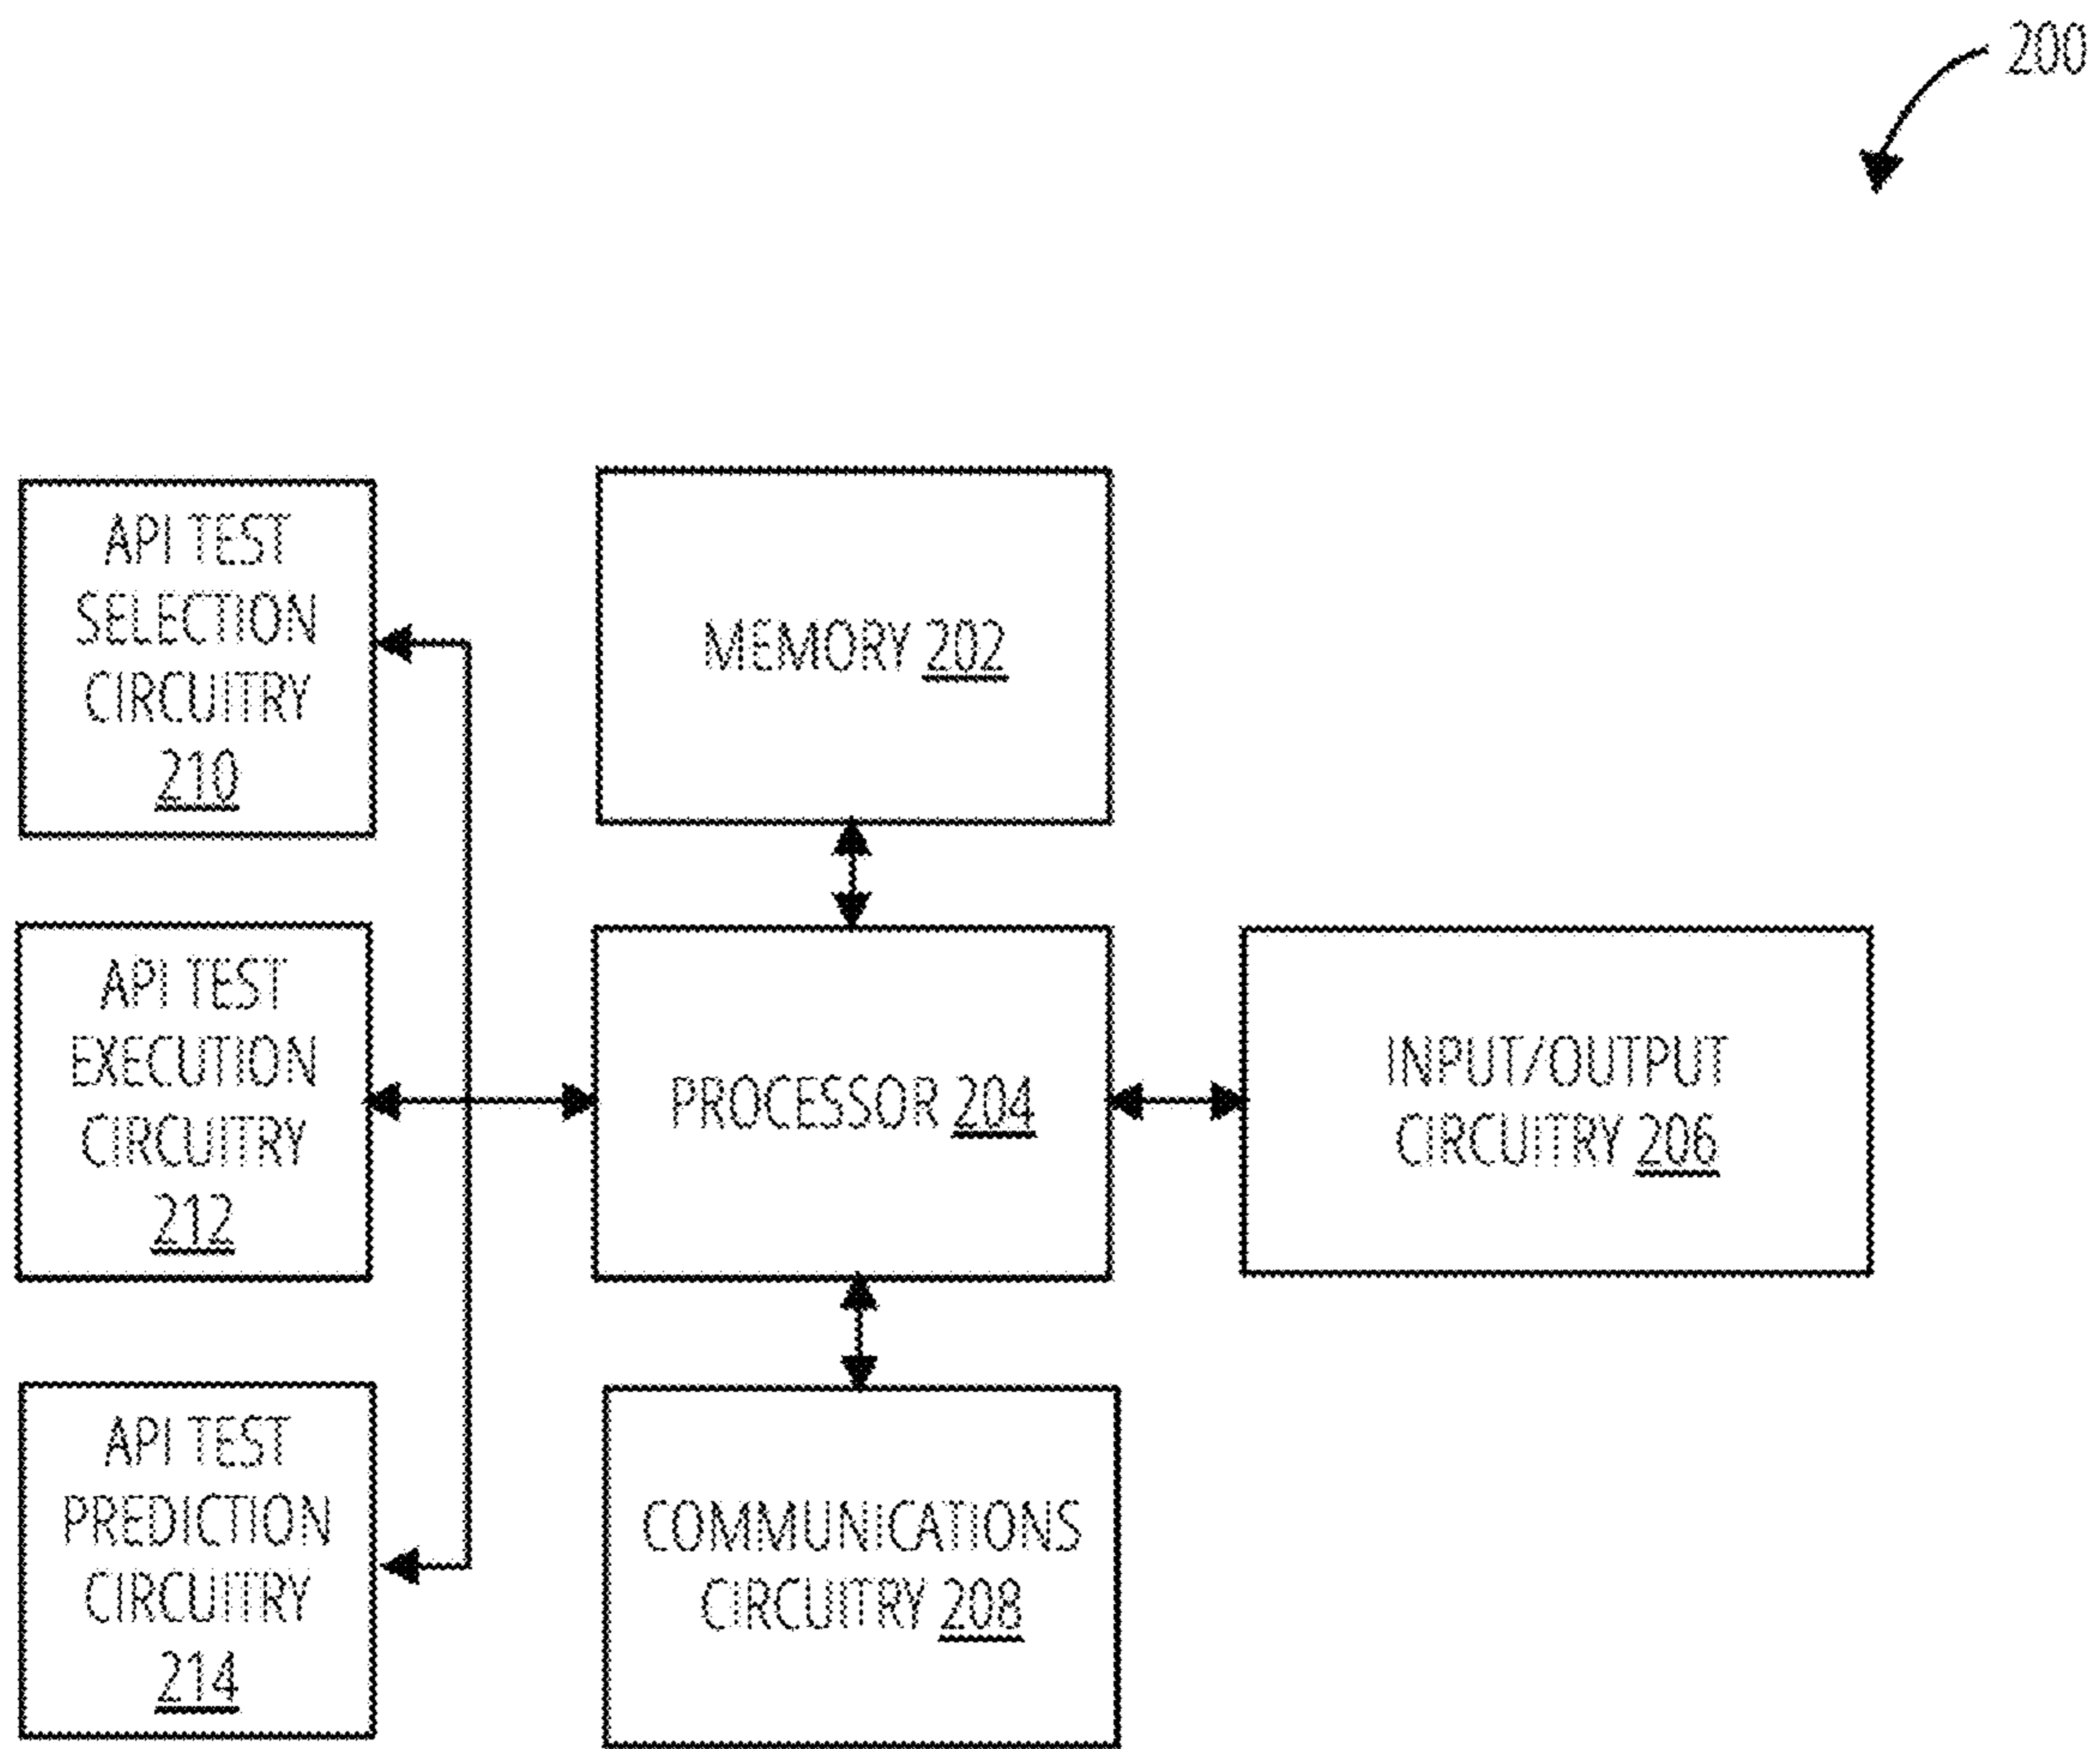 200
API TEST
SELECTION
CIRCUITRY
210
MEMORY 202
API TEST
EXECUTION
CIRCUITRY
212
PROCESSOR 204
INPUT/OUTPUT
CIRCUITRY 206
API TEST
PREDICTION
CIRCUITRY
214
COMMUNICATIONS
CIRCUITRY 208